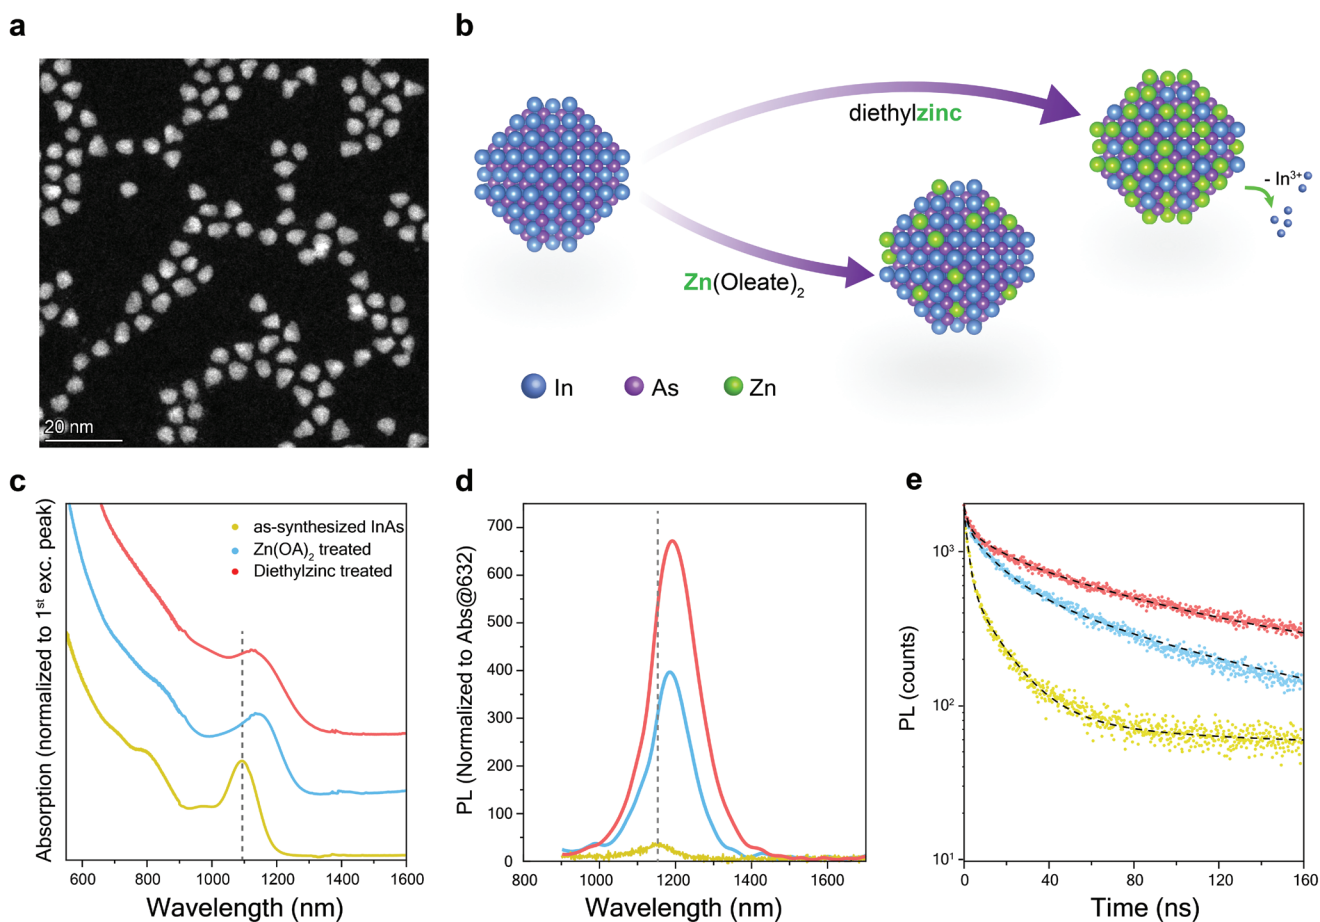 a
20 nm
b
diethylzinc
- In³⁺
Zn(Oleate)₂
In
As
Zn
c
Absorption (normalized to 1st exc. peak)
as-synthesized InAs
Zn(OA)₂ treated
Diethylzinc treated
600 800 1000 1200 1400 1600
Wavelength (nm)
d
PL (Normalized to Abs@632)
700
600
500
400
300
200
100
0
800 1000 1200 1400 1600
Wavelength (nm)
e
PL (counts)
10³
10²
10¹
0 40 80 120 160
Time (ns)